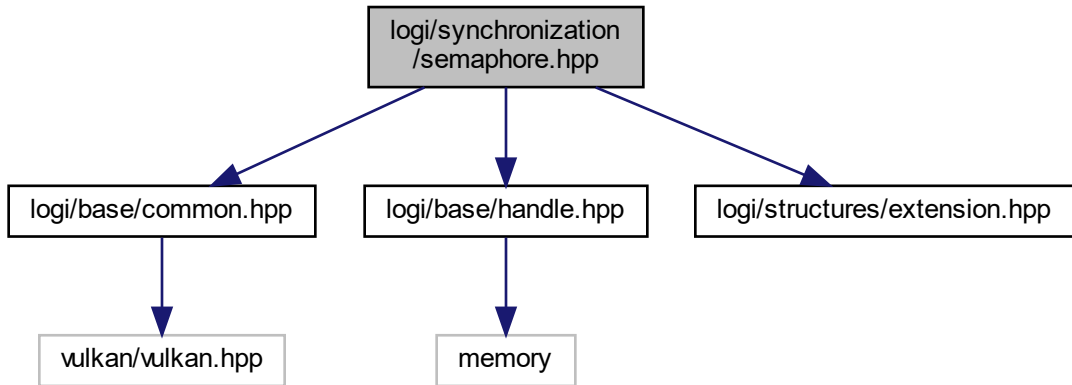 logi/synchronization
/semaphore.hpp
logi/base/common.hpp
logi/base/handle.hpp
logi/structures/extension.hpp
vulkan/vulkan.hpp
memory